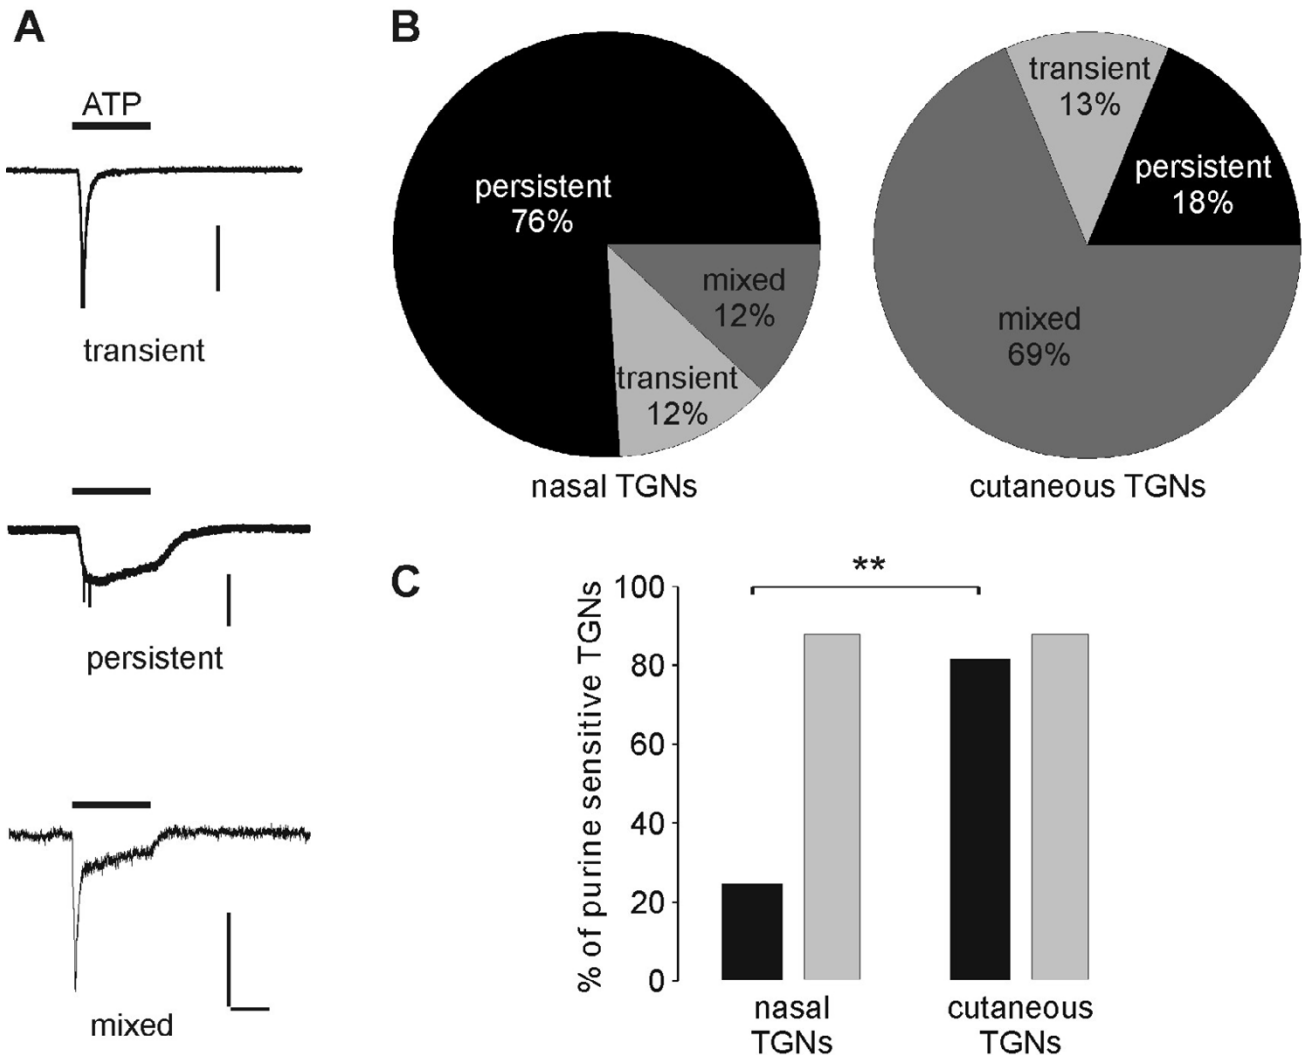 A
ATP
transient
persistent
mixed
B
persistent
76%
mixed
12%
transient
12%
nasal TGNs
transient
13%
persistent
18%
mixed
69%
cutaneous TGNs
C
**
% of purine sensitive TGNs
100
80
60
40
20
0
nasal
TGNs
cutaneous
TGNs